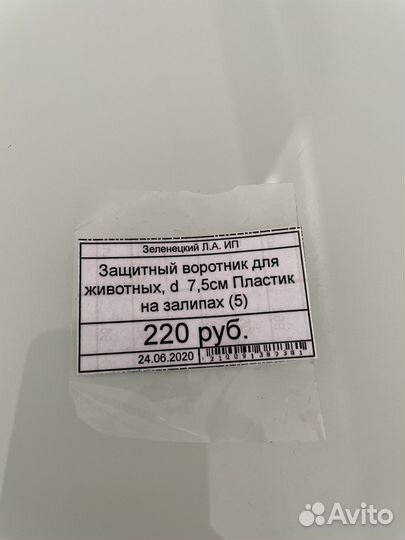 Зеленецкий Л.А. ИП
Защитный воротник для
животных, d 7,5см Пластик
на залипах (5)
220 руб.
24.06.2020
Avito